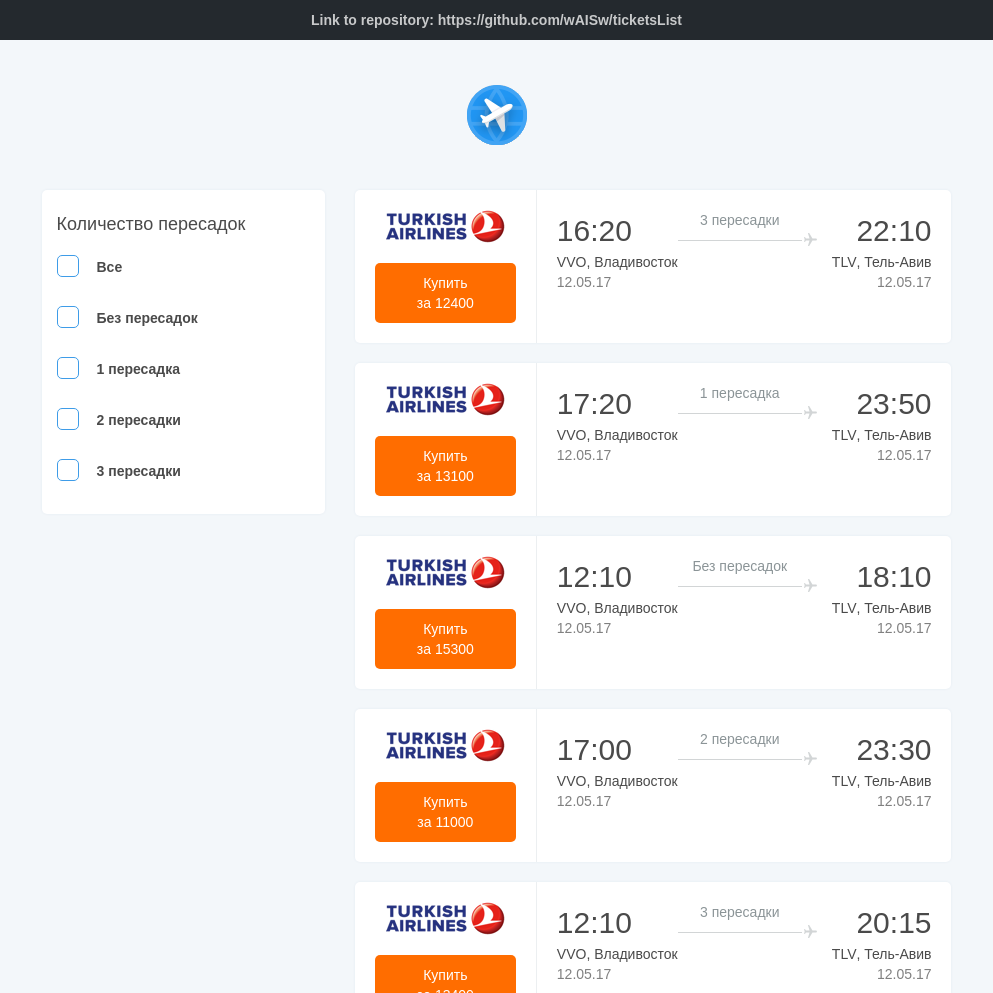 Link to repository: https://github.com/wAISw/ticketsList
Количество пересадок
Все
Без пересадок
1 пересадка
2 пересадки
3 пересадки
TURKISH
AIRLINES
Купить
за 12400
16:20
VVO, Владивосток
12.05.17
3 пересадки
22:10
TLV, Тель-Авив
12.05.17
TURKISH
AIRLINES
Купить
за 13100
17:20
VVO, Владивосток
12.05.17
1 пересадка
23:50
TLV, Тель-Авив
12.05.17
TURKISH
AIRLINES
Купить
за 15300
12:10
VVO, Владивосток
12.05.17
Без пересадок
18:10
TLV, Тель-Авив
12.05.17
TURKISH
AIRLINES
Купить
за 11000
17:00
VVO, Владивосток
12.05.17
2 пересадки
23:30
TLV, Тель-Авив
12.05.17
TURKISH
AIRLINES
Купить
12:10
VVO, Владивосток
12.05.17
3 пересадки
20:15
TLV, Тель-Авив
12.05.17